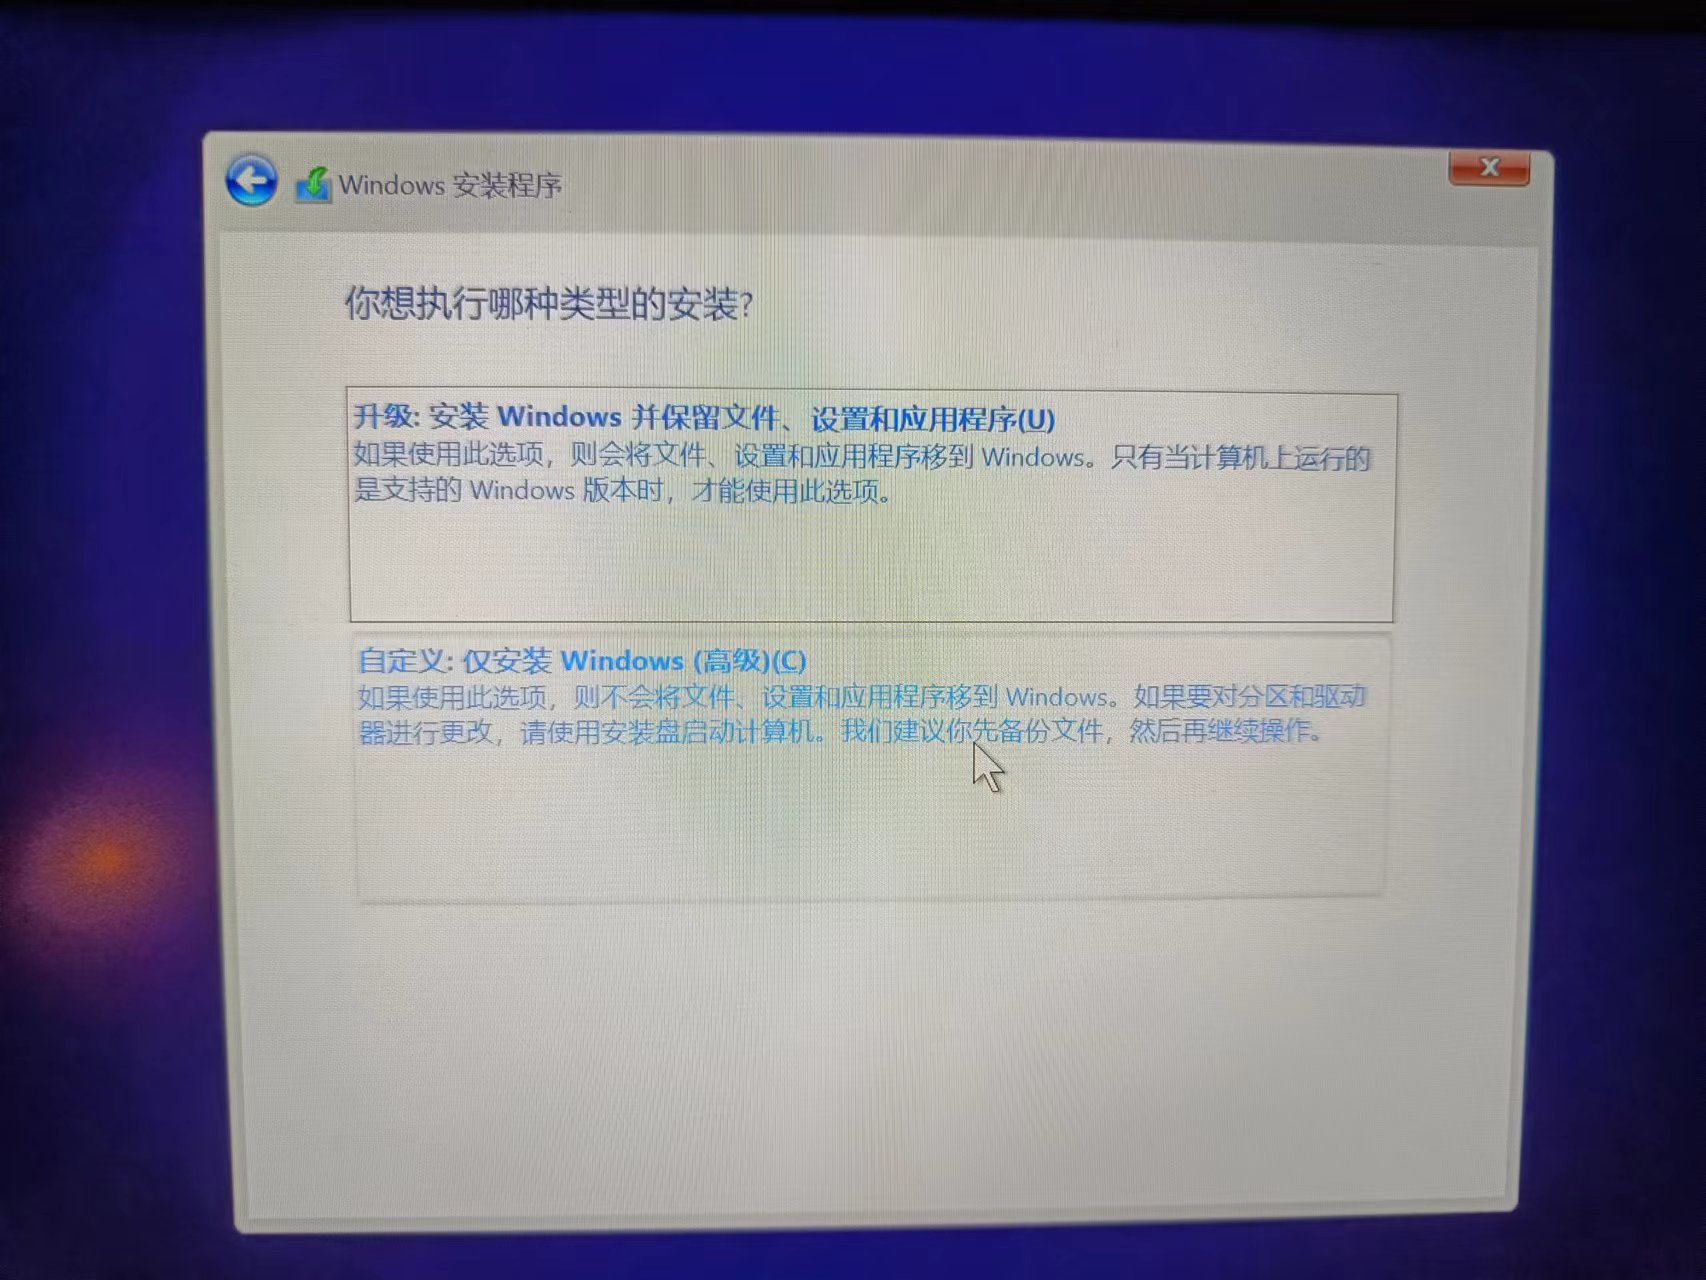 Windows 安装程序
你想执行哪种类型的安装?
升级: 安装 Windows 并保留文件、设置和应用程序(U)
如果使用此选项，则会将文件、设置和应用程序移到 Windows。只有当计算机上运行的
是支持的 Windows 版本时，才能使用此选项。
自定义: 仅安装 Windows (高级)(C)
如果使用此选项，则不会将文件、设置和应用程序移到 Windows。如果要对分区和驱动
器进行更改，请使用安装盘启动计算机。我们建议你先备份文件，然后再继续操作。